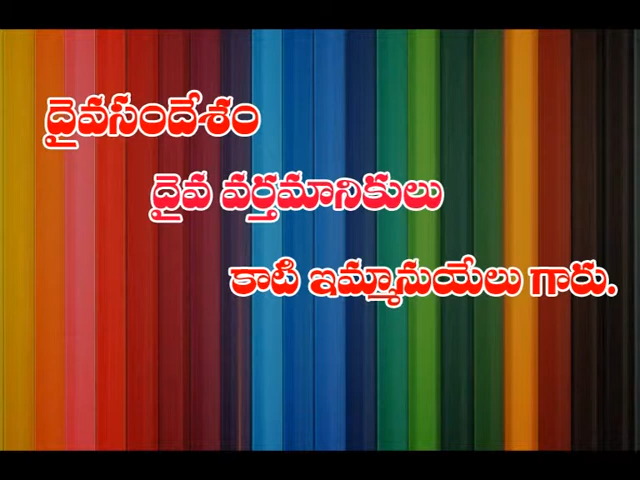 దైవసందేశం
దైవ వర్తమానికులు
కాటి ఇమ్మానుయేలు గారు.